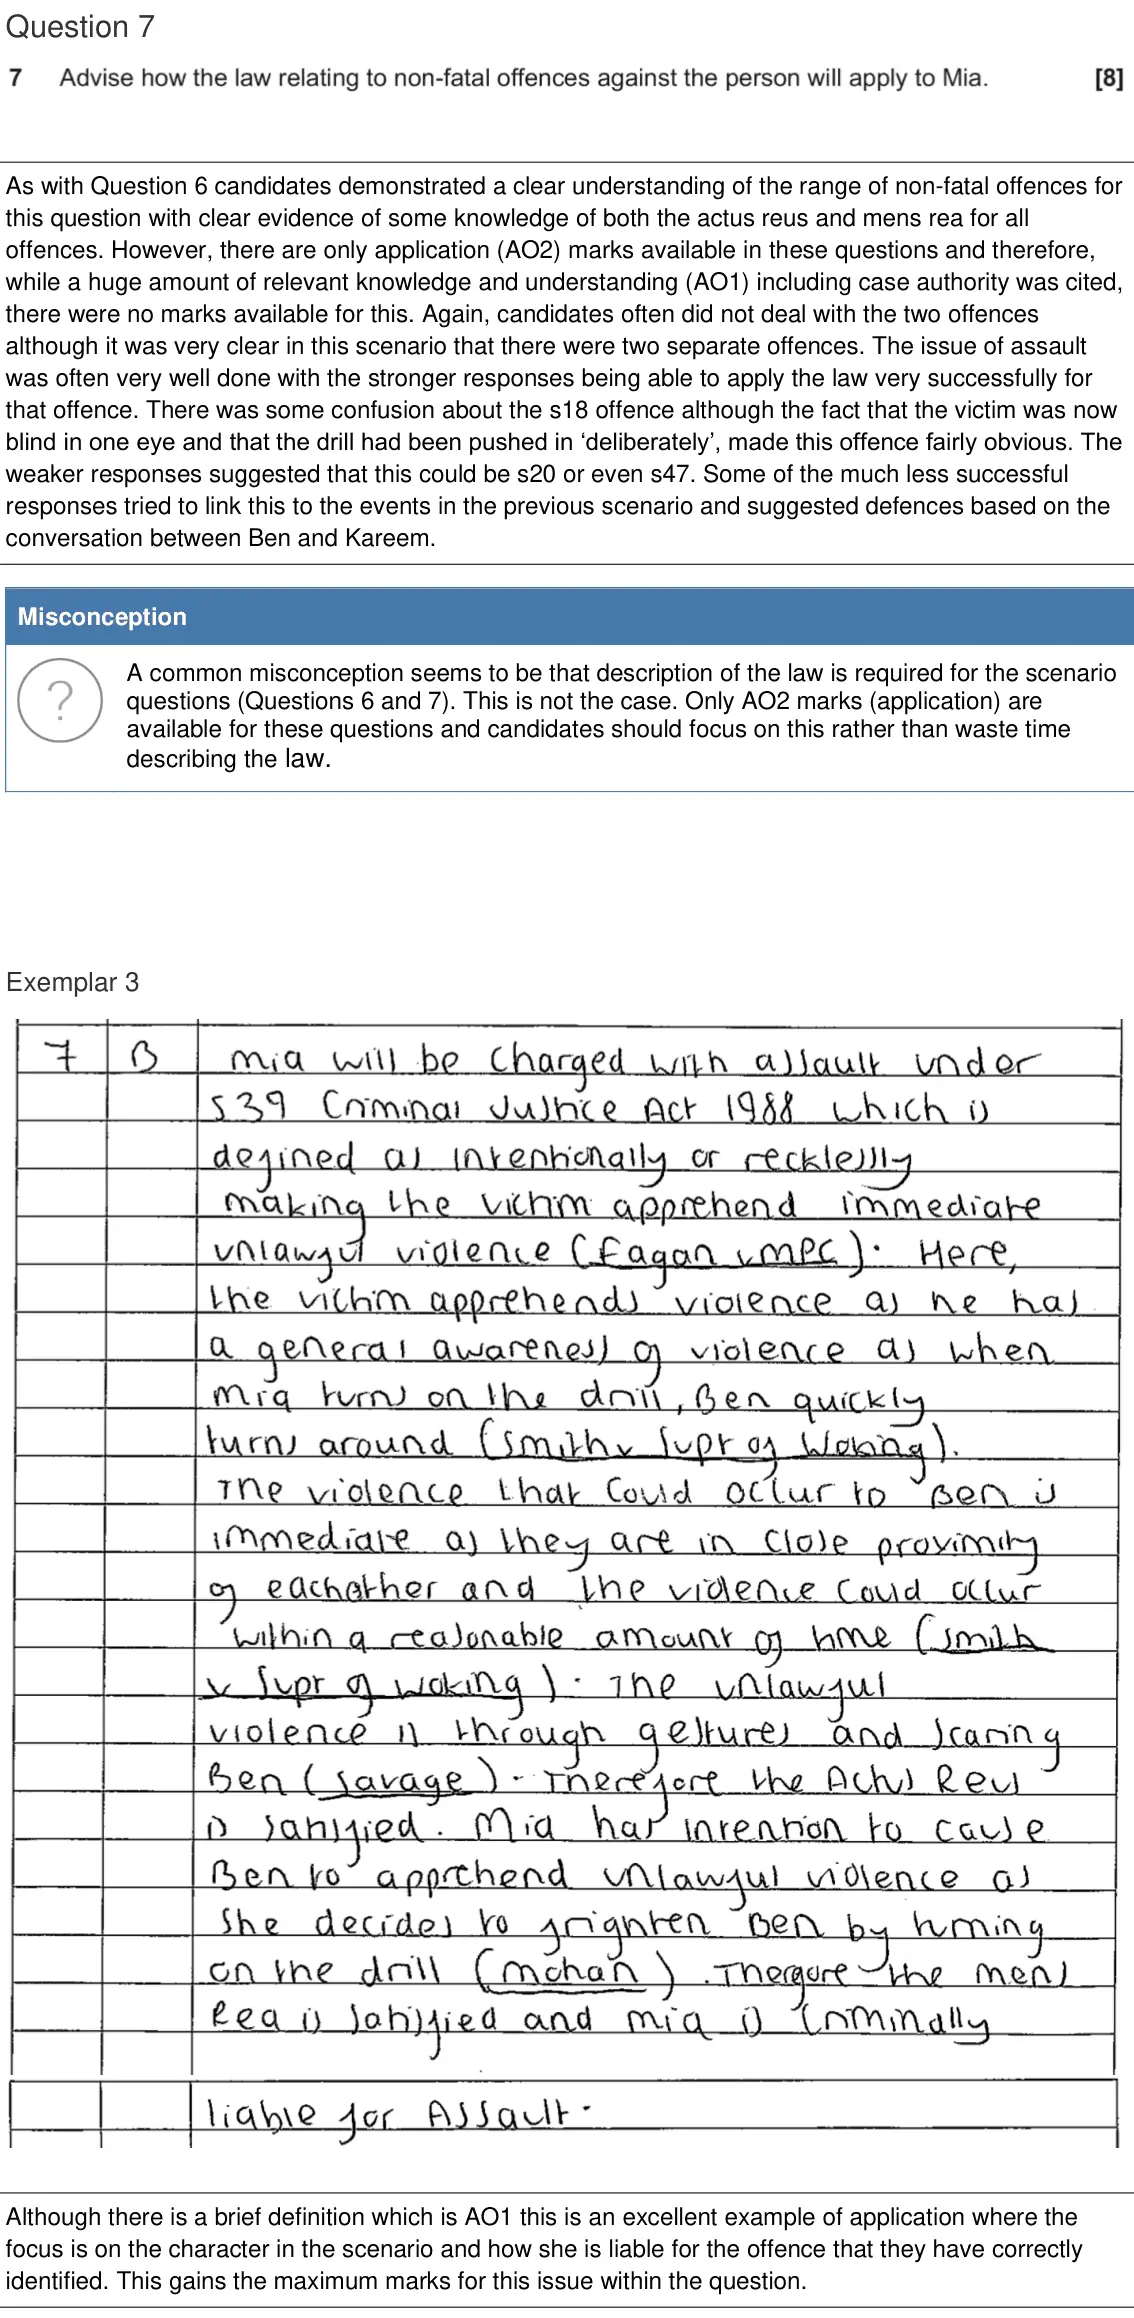 Question 7
7 Advise how the law relating to non-fatal offences against the person will apply to Mia. [8]
As with Question 6 candidates demonstrated a clear understanding of the range of non-fatal offences for
this question with clear evidence of some knowledge of both the actus reus and mens rea for all
offences. However, there are only application (AO2) marks available in these questions and therefore,
while a huge amount of relevant knowledge and understanding (AO1) including case authority was cited,
there were no marks available for this. Again, candidates often did not deal with the two offences
although it was very clear in this scenario that there were two separate offences. The issue of assault
was often very well done with the stronger responses being able to apply the law very successfully for
that offence. There was some confusion about the s18 offence although the fact that the victim was now
blind in one eye and that the drill had been pushed in ‘deliberately’, made this offence fairly obvious. The
weaker responses suggested that this could be s20 or even s47. Some of the much less successful
responses tried to link this to the events in the previous scenario and suggested defences based on the
conversation between Ben and Kareem.
Misconception
?
A common misconception seems to be that description of the law is required for the scenario
questions (Questions 6 and 7). This is not the case. Only AO2 marks (application) are
available for these questions and candidates should focus on this rather than waste time
describing the law.
Exemplar 3
7 B mia will be charged with assault under
S39 Criminal Justice Act 1988 which is
defined as intentionally or recklessly
making the victim apprehend immediate
unlawful violence (Fagan v MPC). Here,
the victim apprehends violence as he has
a general awareness of violence as when
mia turns on the drill, Ben quickly
turns around (Smith v Supt of Woking).
The violence that could occur to Ben is
immediate as they are in close proximity
of eachother and the violence could occur
within a reasonable amount of time (Smith
v Supt of Woking). The unlawful
violence is through gestures and scaring
Ben (Savage). Therefore the Actus Reus
is satisfied. Mia has intention to cause
Ben to apprehend unlawful violence as
she decides to frighten Ben by turning
on the drill (mohan). Therefore the mens
Rea is satisfied and mia is criminally
liable for Assault.
Although there is a brief definition which is AO1 this is an excellent example of application where the
focus is on the character in the scenario and how she is liable for the offence that they have correctly
identified. This gains the maximum marks for this issue within the question.